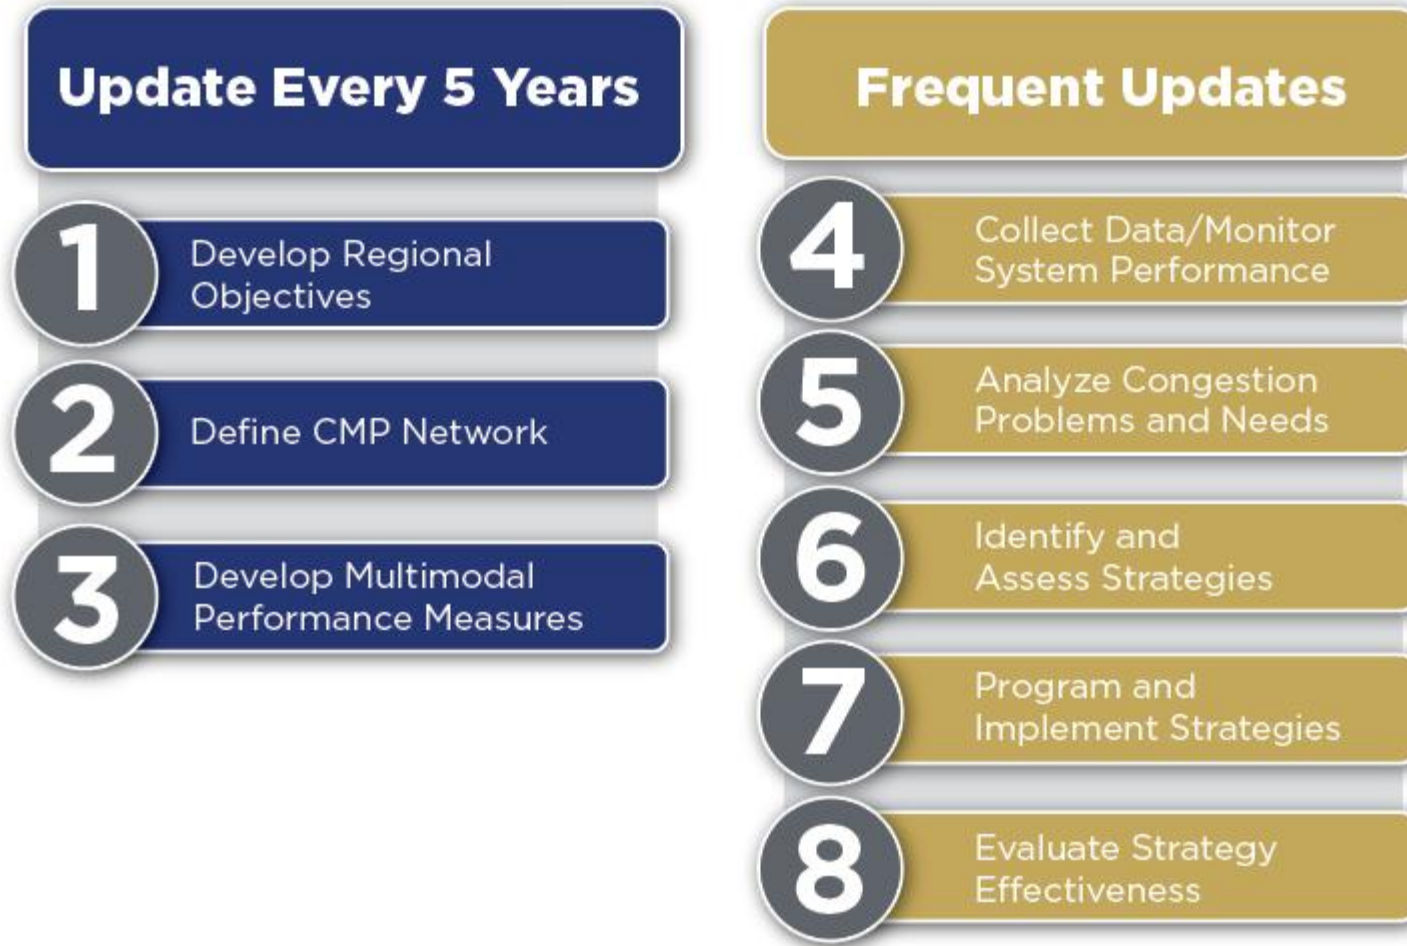 Update Every 5 Years
1
Develop Regional
Objectives
2
Define CMP Network
3
Develop Multimodal
Performance Measures
Frequent Updates
4
Collect Data/Monitor
System Performance
5
Analyze Congestion
Problems and Needs
6
Identify and
Assess Strategies
7
Program and
Implement Strategies
8
Evaluate Strategy
Effectiveness